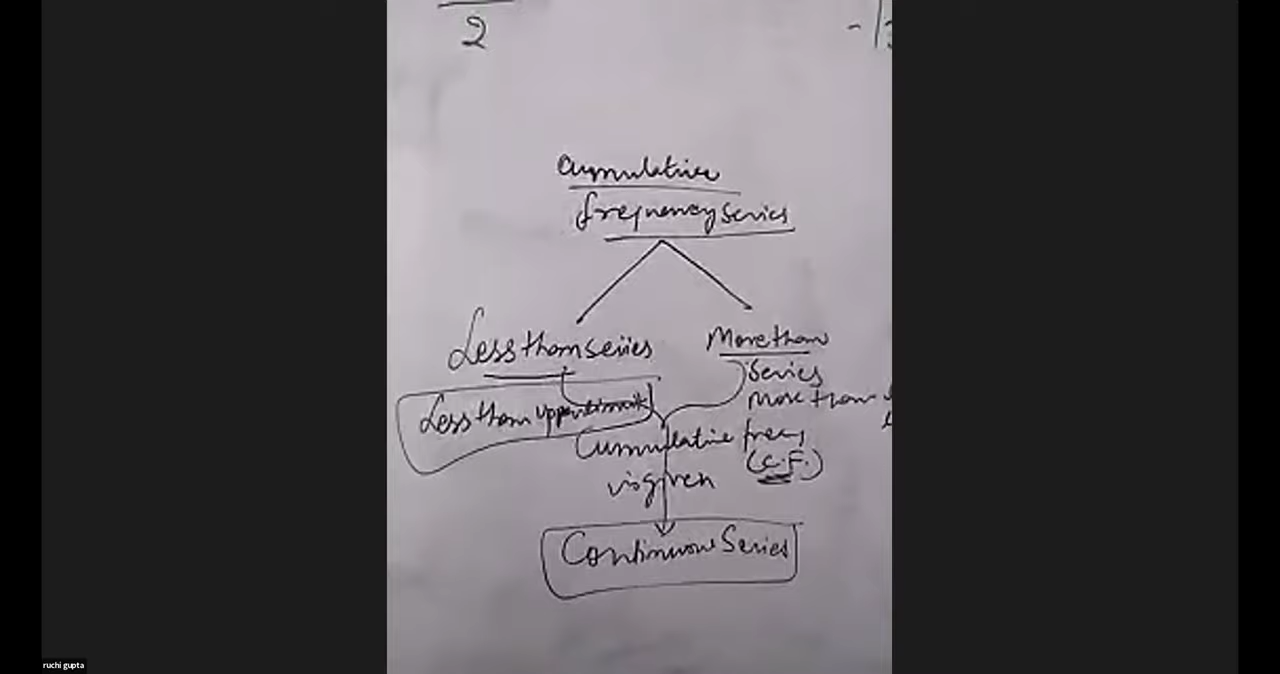 2
Cumulative
frequency series
Less than series
More than
series
Less than upper limit
More than
Cumulative freq
(C.F.)
is given
Continuous Series
ruchi gupta